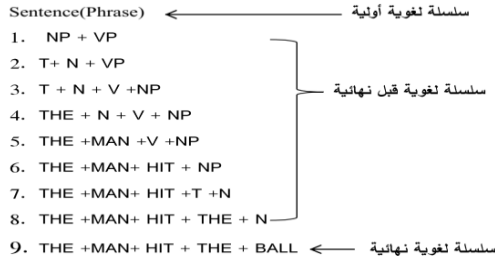 Sentence(Phrase) سلسلة لغوية أولية
1. NP + VP
2. T+ N + VP
3. T + N + V +NP
سلسلة لغوية قبل نهائية
4. THE + N + V + NP
5. THE +MAN +V +NP
6. THE +MAN+ HIT + NP
7. THE +MAN+ HIT +T +N
8. THE +MAN+ HIT + THE + N
9. THE +MAN+ HIT + THE + BALL سلسلة لغوية نهائية